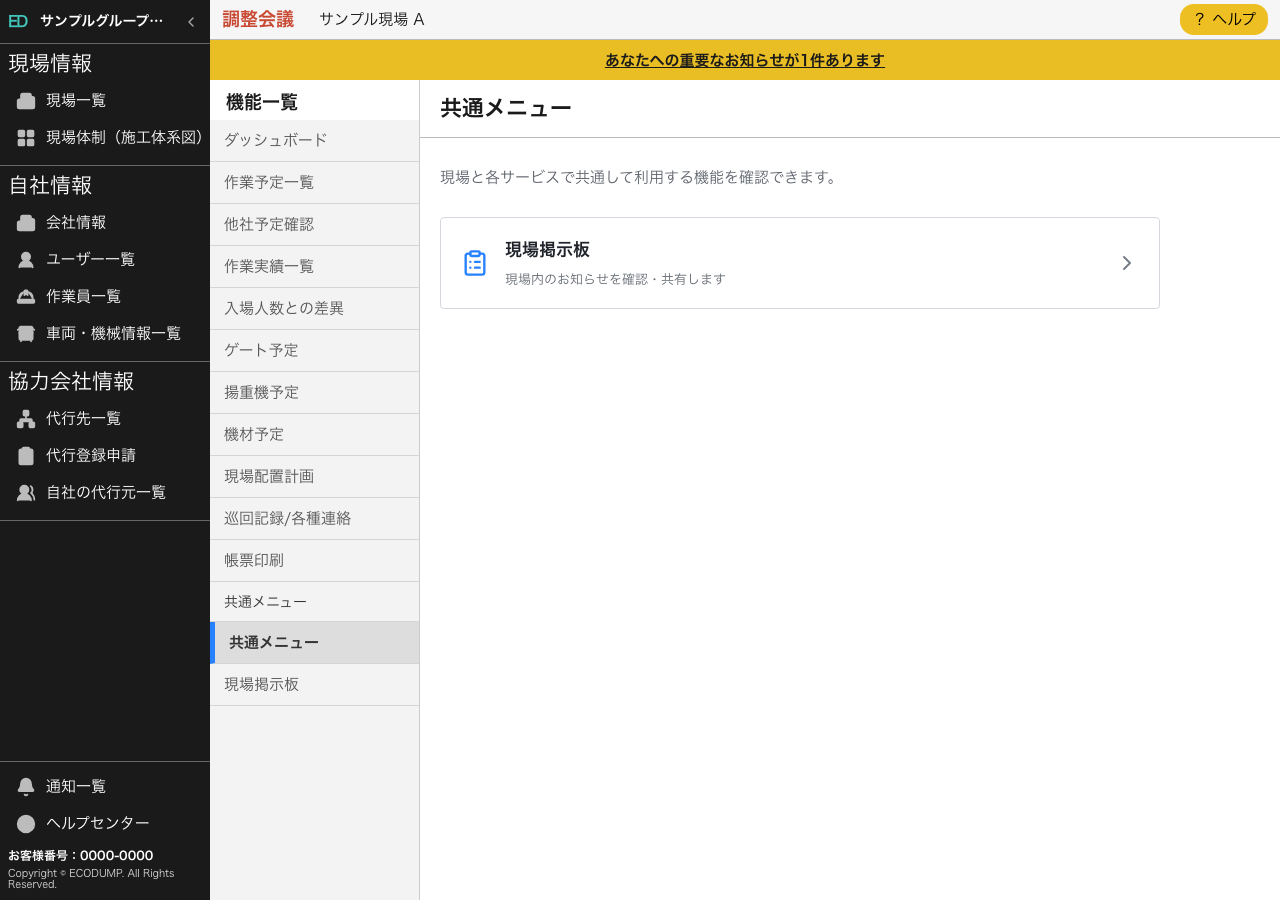 ED サンプルグループ…
現場情報
現場一覧
現場体制（施工体系図）
自社情報
会社情報
ユーザー一覧
作業員一覧
車両・機械情報一覧
協力会社情報
代行先一覧
代行登録申請
自社の代行元一覧
通知一覧
ヘルプセンター
お客様番号：0000-0000
Copyright © ECODUMP. All Rights
Reserved.
調整会議 サンプル現場 A
？ ヘルプ
あなたへの重要なお知らせが1件あります
機能一覧
ダッシュボード
作業予定一覧
他社予定確認
作業実績一覧
入場人数との差異
ゲート予定
揚重機予定
機材予定
現場配置計画
巡回記録/各種連絡
帳票印刷
共通メニュー
共通メニュー
現場掲示板
共通メニュー
現場と各サービスで共通して利用する機能を確認できます。
現場掲示板
現場内のお知らせを確認・共有します